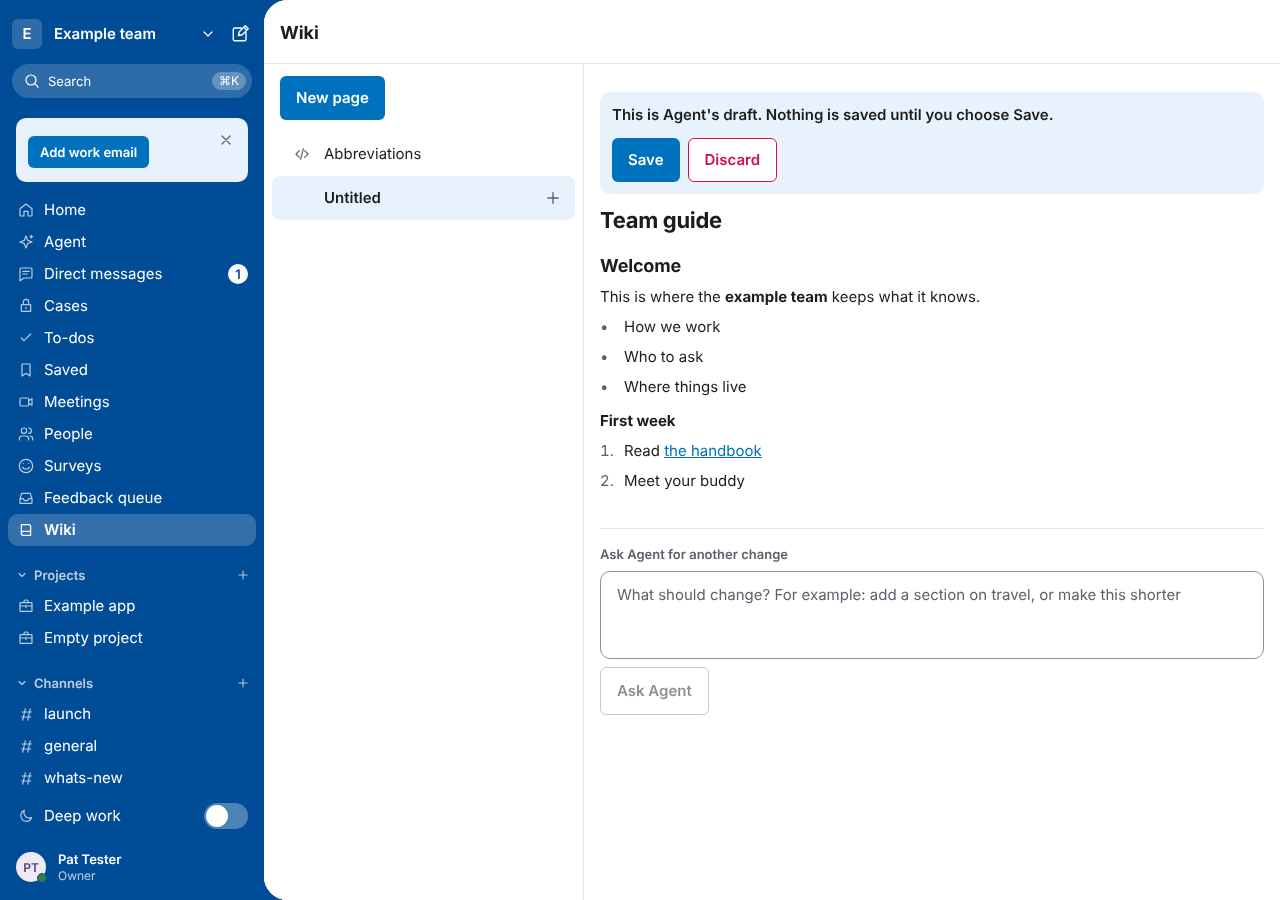 E
Example team
Search
⌘K
Add work email
Home
Agent
Direct messages
1
Cases
To-dos
Saved
Meetings
People
Surveys
Feedback queue
Wiki
Projects
Example app
Empty project
Channels
launch
general
whats-new
Deep work
PT
Pat Tester
Owner
Wiki
New page
Abbreviations
Untitled
This is Agent's draft. Nothing is saved until you choose Save.
Save
Discard
Team guide
Welcome
This is where the example team keeps what it knows.
• How we work
• Who to ask
• Where things live
First week
1. Read the handbook
2. Meet your buddy
Ask Agent for another change
What should change? For example: add a section on travel, or make this shorter
Ask Agent